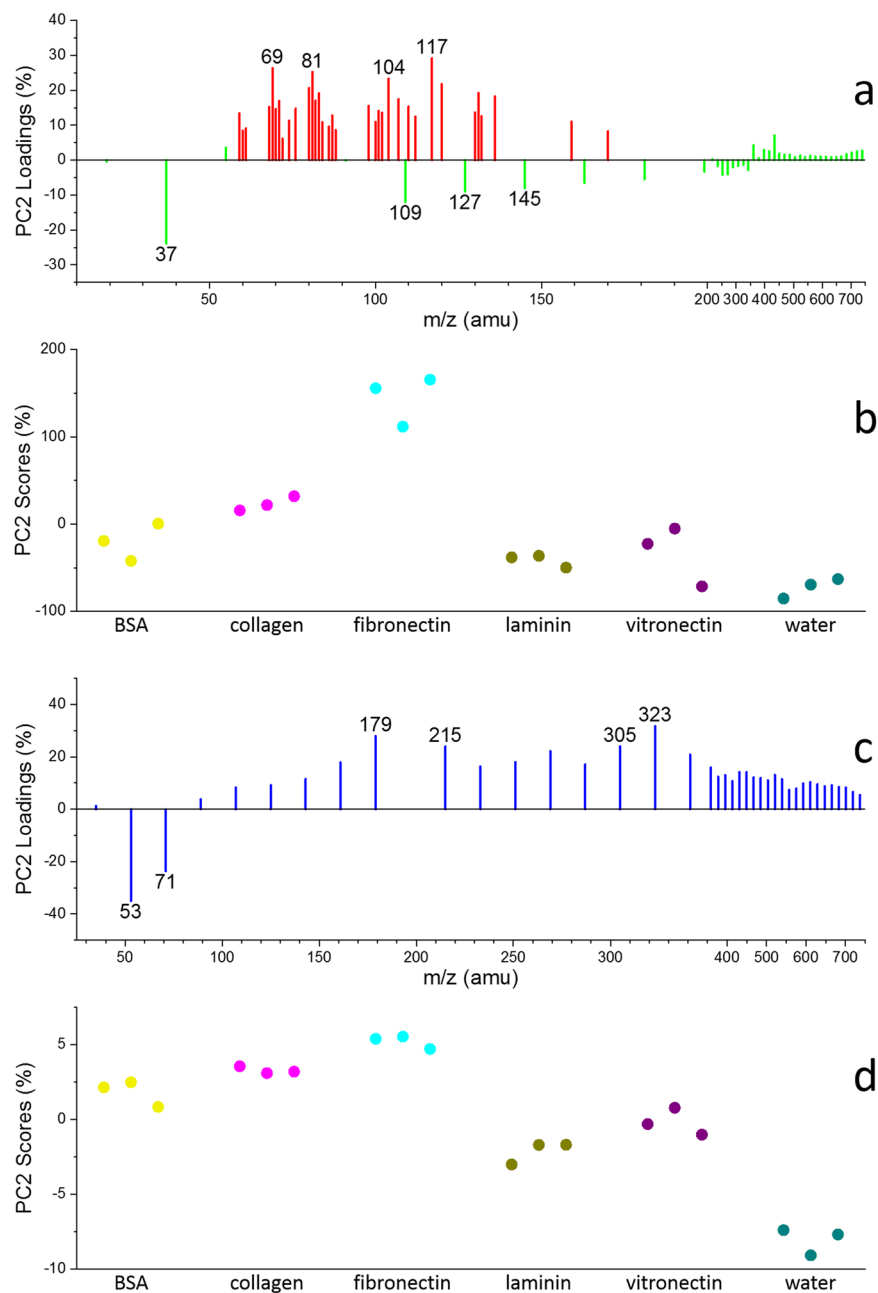 40
30
20
10
0
-10
-20
-30
PC2 Loadings (%)
69
81
104
117
37
109
127
145
a
50
100
150
200 300 400 500 600 700
m/z (amu)
200
100
0
-100
PC2 Scores (%)
b
BSA collagen fibronectin laminin vitronectin water
40
20
0
-20
-40
PC2 Loadings (%)
53
71
179
215
305
323
c
50 100 150 200 250 300 400 500 600 700
m/z (amu)
5
0
-5
-10
PC2 Scores (%)
d
BSA collagen fibronectin laminin vitronectin water